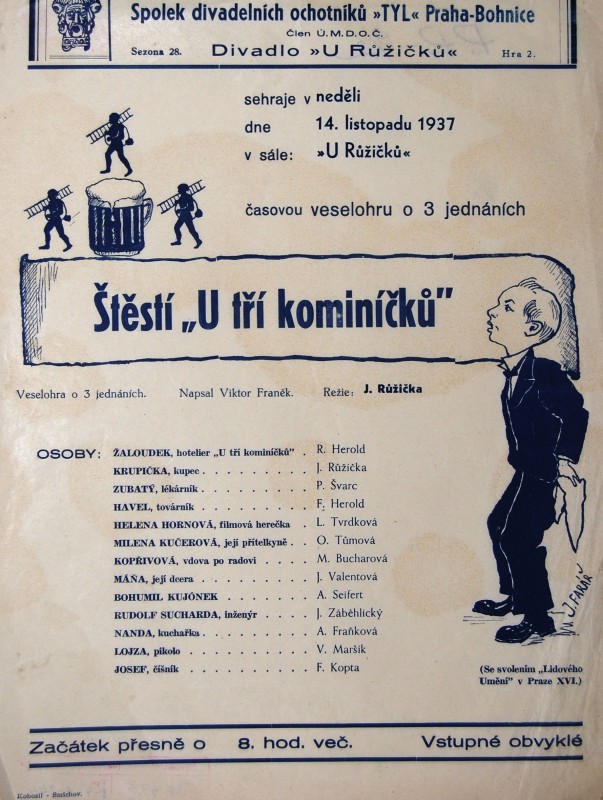 Spolek divadelních ochotníků »TYL« Praha-Bohnice
Člen Ú.M.D.O.Č.
Sezona 28. Divadlo »U Růžičků« Hra 2.
sehraje v neděli
dne 14. listopadu 1937
v sále: »U Růžičků«
časovou veselohru o 3 jednáních
Štěstí „U tří kominíčků"
Veselohra o 3 jednáních. Napsal Viktor Franěk. Režie: J. Růžička
OSOBY: ŽALOUDEK, hotelier „U tří kominíčků" . R. Herold
KRUPIČKA, kupec . . . . . . . . . J. Růžička
ZUBATÝ, lékárník . . . . . . . . . P. Švarc
HAVEL, továrník . . . . . . . . . F. Herold
HELENA HORNOVÁ, filmová herečka . L. Tvrdková
MILENA KUČEROVÁ, její přítelkyně . . O. Tůmová
KOPŘIVOVÁ, vdova po radovi . . . . M. Bucharová
MÁŇA, její dcera . . . . . . . . . J. Valentová
BOHUMIL KUJÓNEK . . . . . . . A. Seifert
RUDOLF SUCHARDA, inženýr . . . . J. Záběhlický
NANDA, kuchařka . . . . . . . . . A. Fraňková
LOJZA, pikolo . . . . . . . . . . V. Maršík
JOSEF, číšník . . . . . . . . . . F. Kopta
J. FARÁŘ
(Se svolením „Lidového
Umění" v Praze XVI.)
Začátek přesně o 8. hod. več. Vstupné obvyklé